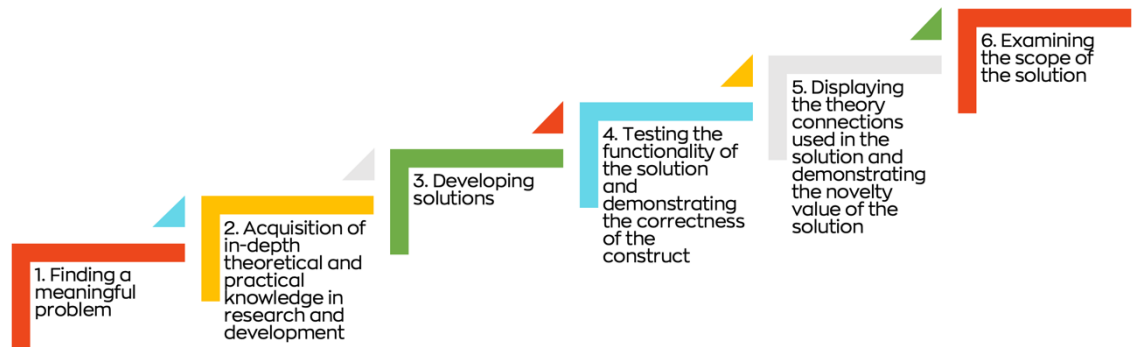 1. Finding a
meaningful
problem
2. Acquisition of
in-depth
theoretical and
practical
knowledge in
research and
development
3. Developing
solutions
4. Testing the
functionality of
the solution
and
demonstrating
the correctness
of the
construct
5. Displaying
the theory
connections
used in the
solution and
demonstrating
the novelty
value of the
solution
6. Examining
the scope of
the solution